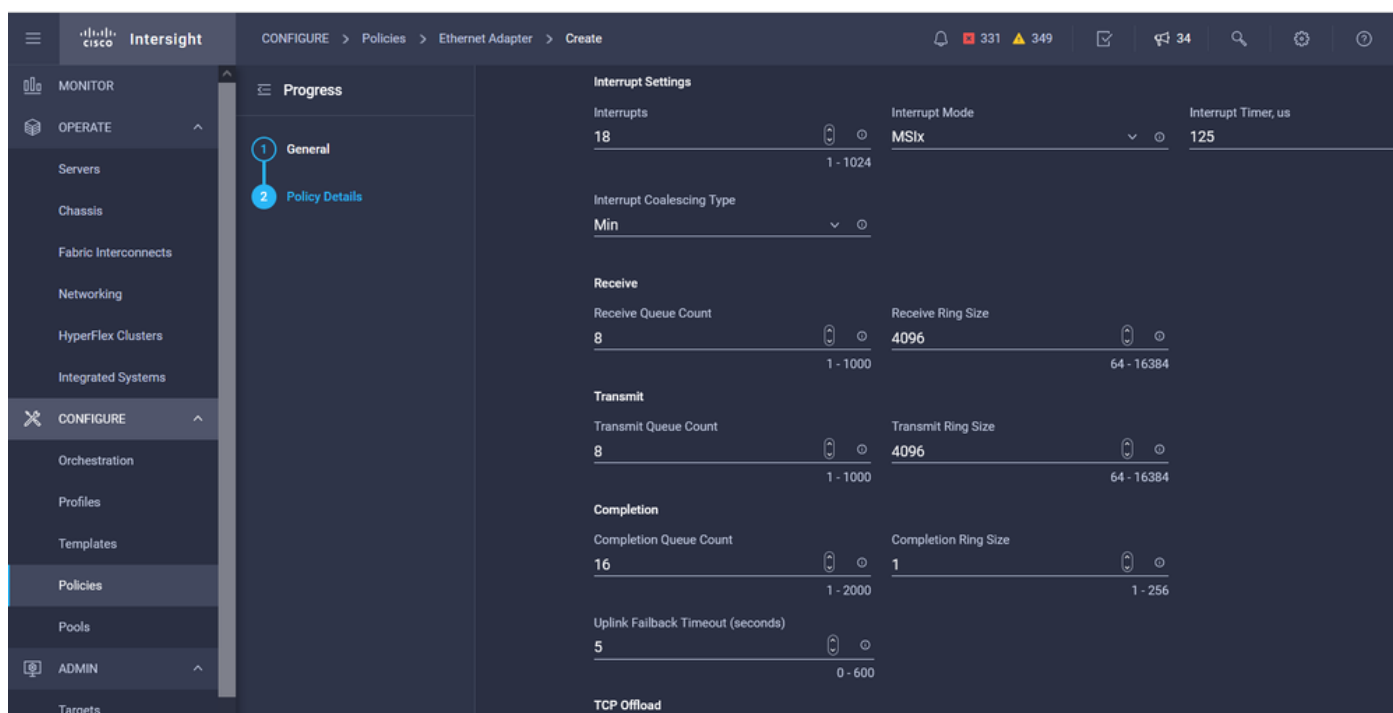 CISCO Intersight
CONFIGURE > Policies > Ethernet Adapter > Create
331 349 34
MONITOR
OPERATE
Servers
Chassis
Fabric Interconnects
Networking
HyperFlex Clusters
Integrated Systems
CONFIGURE
Orchestration
Profiles
Templates
Policies
Pools
ADMIN
Targets
Progress
1 General
2 Policy Details
Interrupt Settings
Interrupts Interrupt Mode Interrupt Timer, us
18 MSIx 125
1 - 1024
Interrupt Coalescing Type
Min
Receive
Receive Queue Count Receive Ring Size
8 4096
1 - 1000 64 - 16384
Transmit
Transmit Queue Count Transmit Ring Size
8 4096
1 - 1000 64 - 16384
Completion
Completion Queue Count Completion Ring Size
16 1
1 - 2000 1 - 256
Uplink Failback Timeout (seconds)
5
0 - 600
TCP Offload